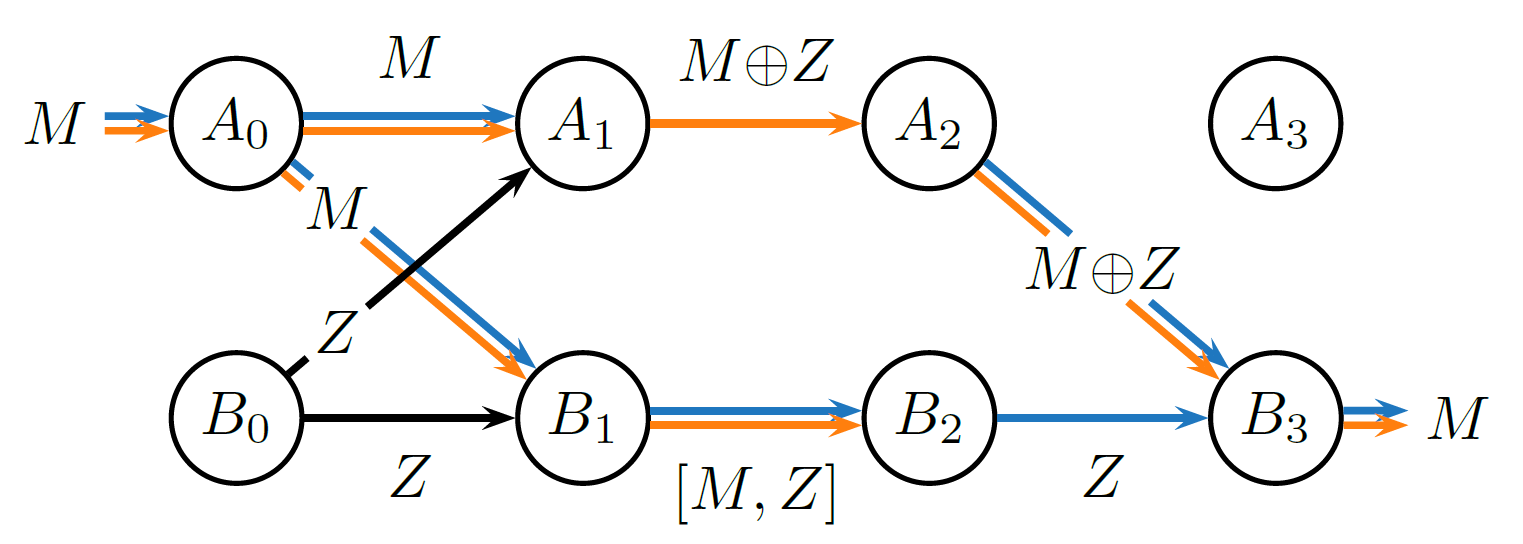 M M⊕Z
M A₀ A₁ A₂ A₃
M
M⊕Z
Z
B₀ B₁ B₂ B₃ M
Z [M, Z] Z